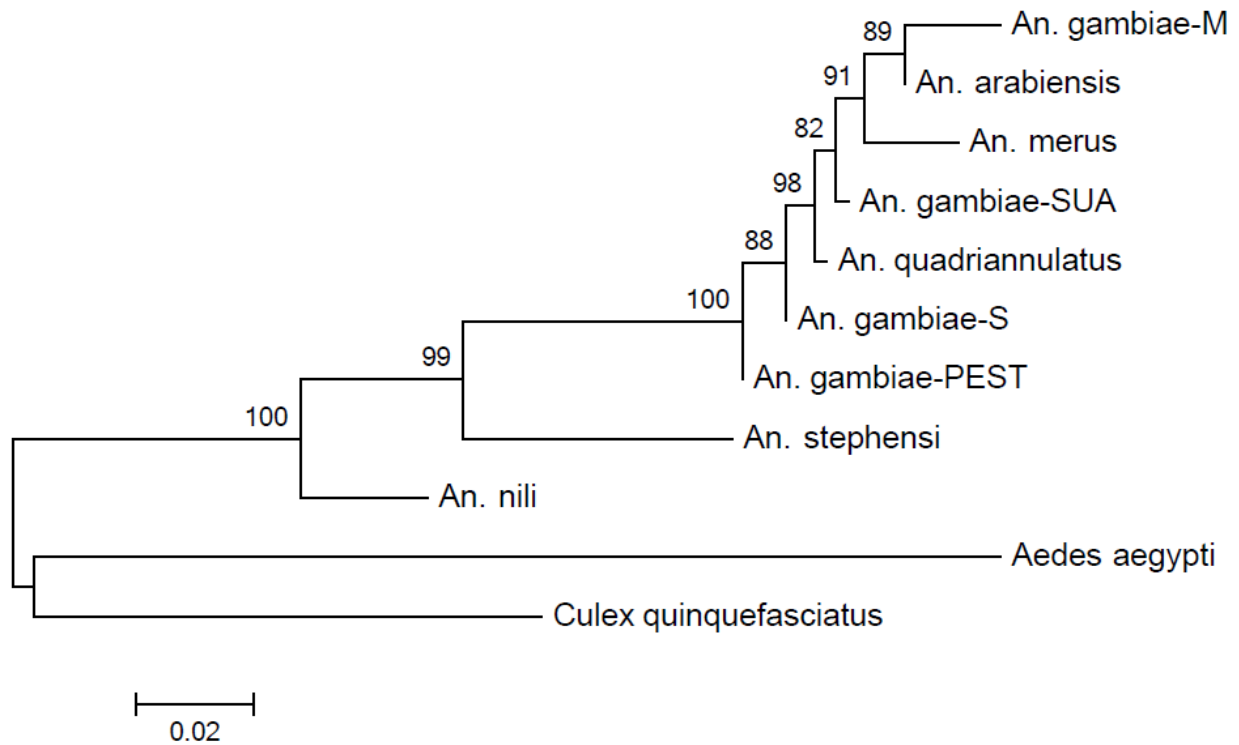 An. gambiae-M
89
An. arabiensis
91
An. merus
82
An. gambiae-SUA
98
An. quadriannulatus
88
An. gambiae-S
100
An. gambiae-PEST
99
An. stephensi
100
An. nili
Aedes aegypti
Culex quinquefasciatus
0.02